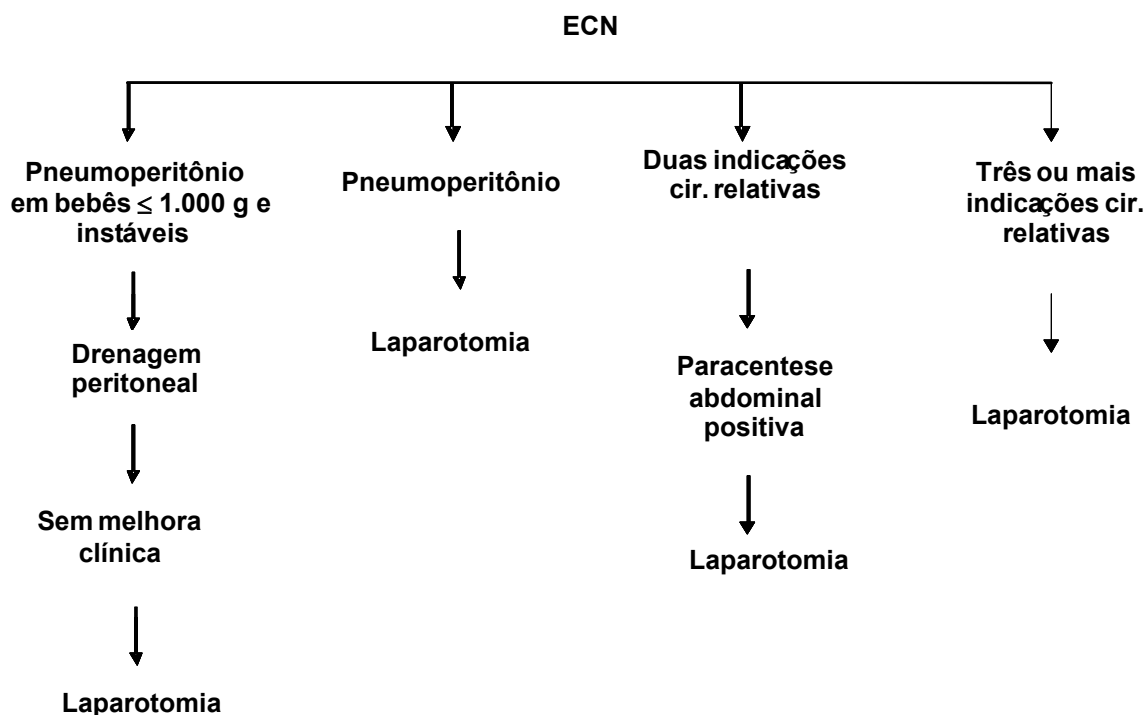 ECN
Pneumoperitônio
em bebês ≤ 1.000 g e
instáveis
Drenagem
peritoneal
Sem melhora
clínica
Laparotomia
Pneumoperitônio
Laparotomia
Duas indicações
cir. relativas
Paracentese
abdominal
positiva
Laparotomia
Três ou mais
indicações cir.
relativas
Laparotomia